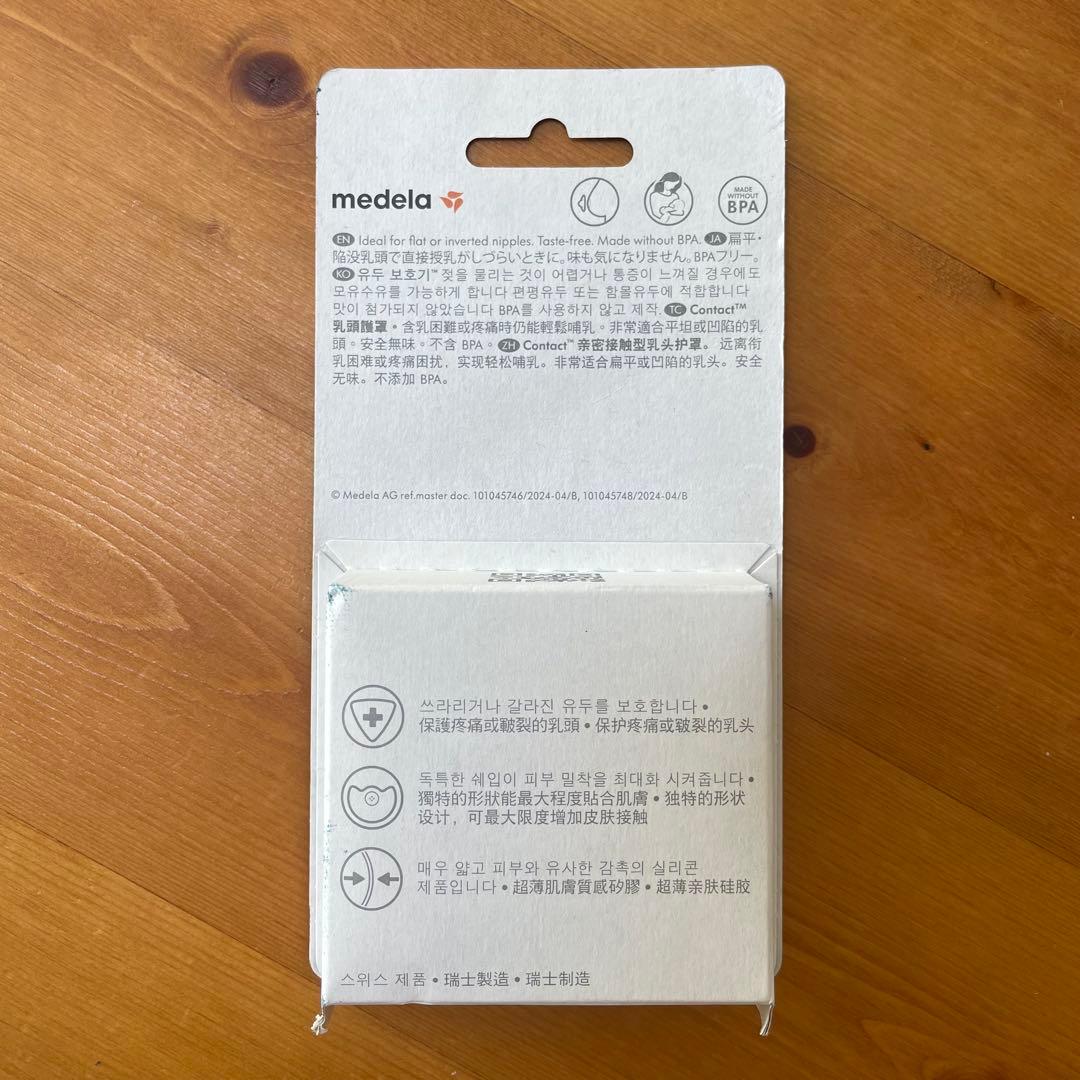 medela
MADE
WITHOUT
BPA
EN Ideal for flat or inverted nipples. Taste-free. Made without BPA. JA 扁平・
陥没乳頭で直接授乳がしづらいときに。味も気になりません。BPAフリー。
KO 유두 보호기™ 젖을 물리는 것이 어렵거나 통증이 느껴질 경우에도
모유수유를 가능하게 합니다 편평유두 또는 함몰유두에 적합합니다
맛이 첨가되지 않았습니다 BPA를 사용하지 않고 제작. TC Contact™
乳頭護罩。含乳困難或疼痛時仍能輕鬆哺乳。非常適合平坦或凹陷的乳
頭。安全無味。不含 BPA。 ZH Contact™ 亲密接触型乳头护罩。远离衔
乳困难或疼痛困扰，实现轻松哺乳。非常适合扁平或凹陷的乳头。安全
无味。不添加 BPA。
© Medela AG ref.master doc. 101045746/2024-04/B, 101045748/2024-04/B
쓰라리거나 갈라진 유두를 보호합니다 •
保護疼痛或皸裂的乳頭 • 保护疼痛或皲裂的乳头
독특한 쉐입이 피부 밀착을 최대화 시켜줍니다 •
獨特的形狀能最大程度貼合肌膚 • 独特的形状
设计，可最大限度增加皮肤接触
매우 얇고 피부와 유사한 감촉의 실리콘
제품입니다 • 超薄肌膚質感矽膠 • 超薄亲肤硅胶
스위스 제품 • 瑞士製造 • 瑞士制造